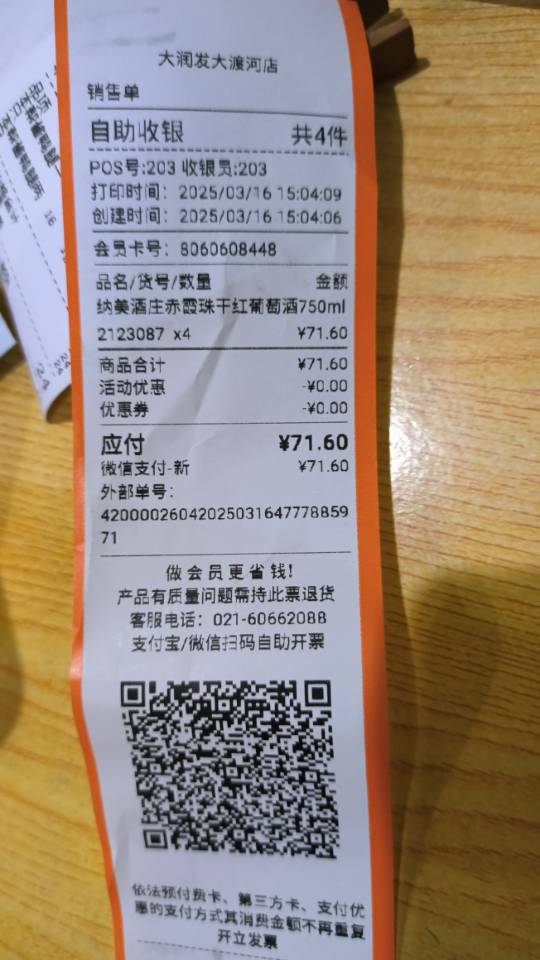 大润发大渡河店
销售单
自助收银 共4件
POS号:203 收银员:203
打印时间: 2025/03/16 15:04:09
创建时间: 2025/03/16 15:04:06
会员卡号: 8060608448
品名/货号/数量 金额
纳美酒庄赤霞珠干红葡萄酒750ml
2123087 x4 ¥71.60
商品合计 ¥71.60
活动优惠 -¥0.00
优惠券 -¥0.00
应付 ¥71.60
微信支付-新 ¥71.60
外部单号:
42000026042025031647778859
71
做会员更省钱!
产品有质量问题需持此票退货
客服电话: 021-60662088
支付宝/微信扫码自助开票
依法预付费卡、第三方卡、支付优
惠的支付方式其消费金额不再重复
开立发票